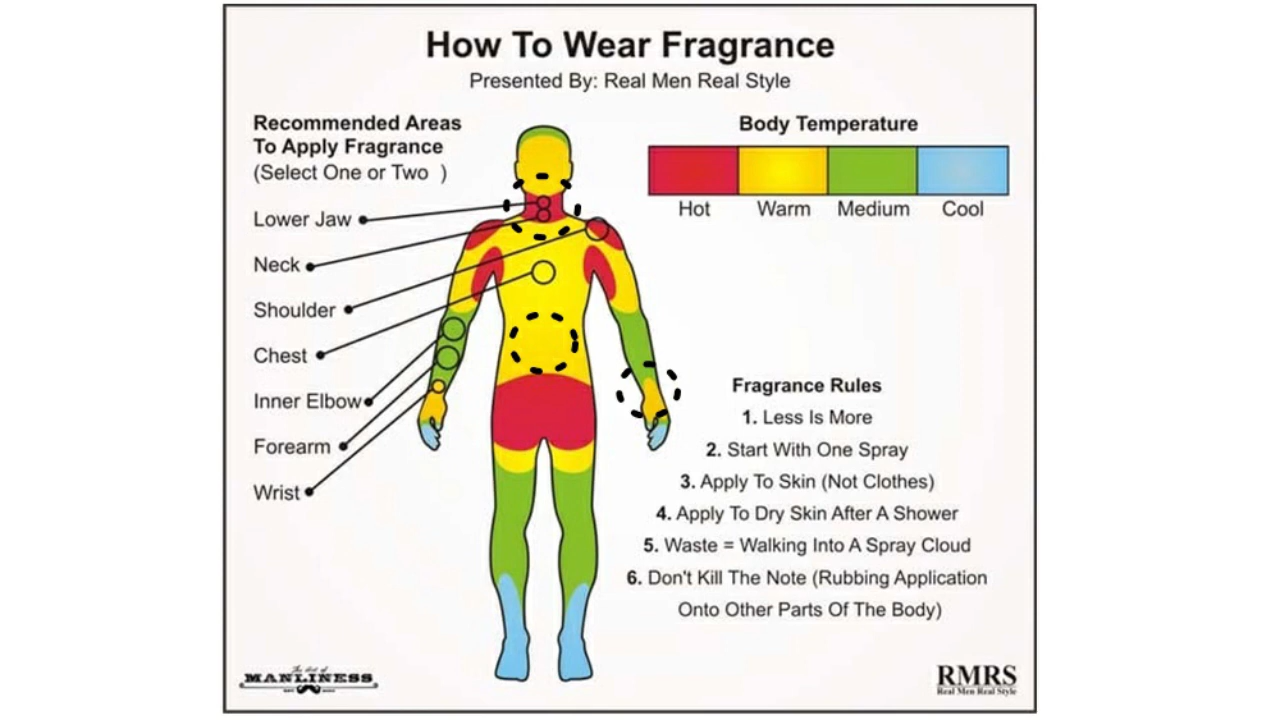 How To Wear Fragrance
Presented By: Real Men Real Style
Recommended Areas
To Apply Fragrance
(Select One or Two )
Lower Jaw
Neck
Shoulder
Chest
Inner Elbow
Forearm
Wrist
Body Temperature
Hot Warm Medium Cool
Fragrance Rules
1. Less Is More
2. Start With One Spray
3. Apply To Skin (Not Clothes)
4. Apply To Dry Skin After A Shower
5. Waste = Walking Into A Spray Cloud
6. Don't Kill The Note (Rubbing Application
Onto Other Parts Of The Body)
The Art of
MANLINESS
RMRS
Real Men Real Style